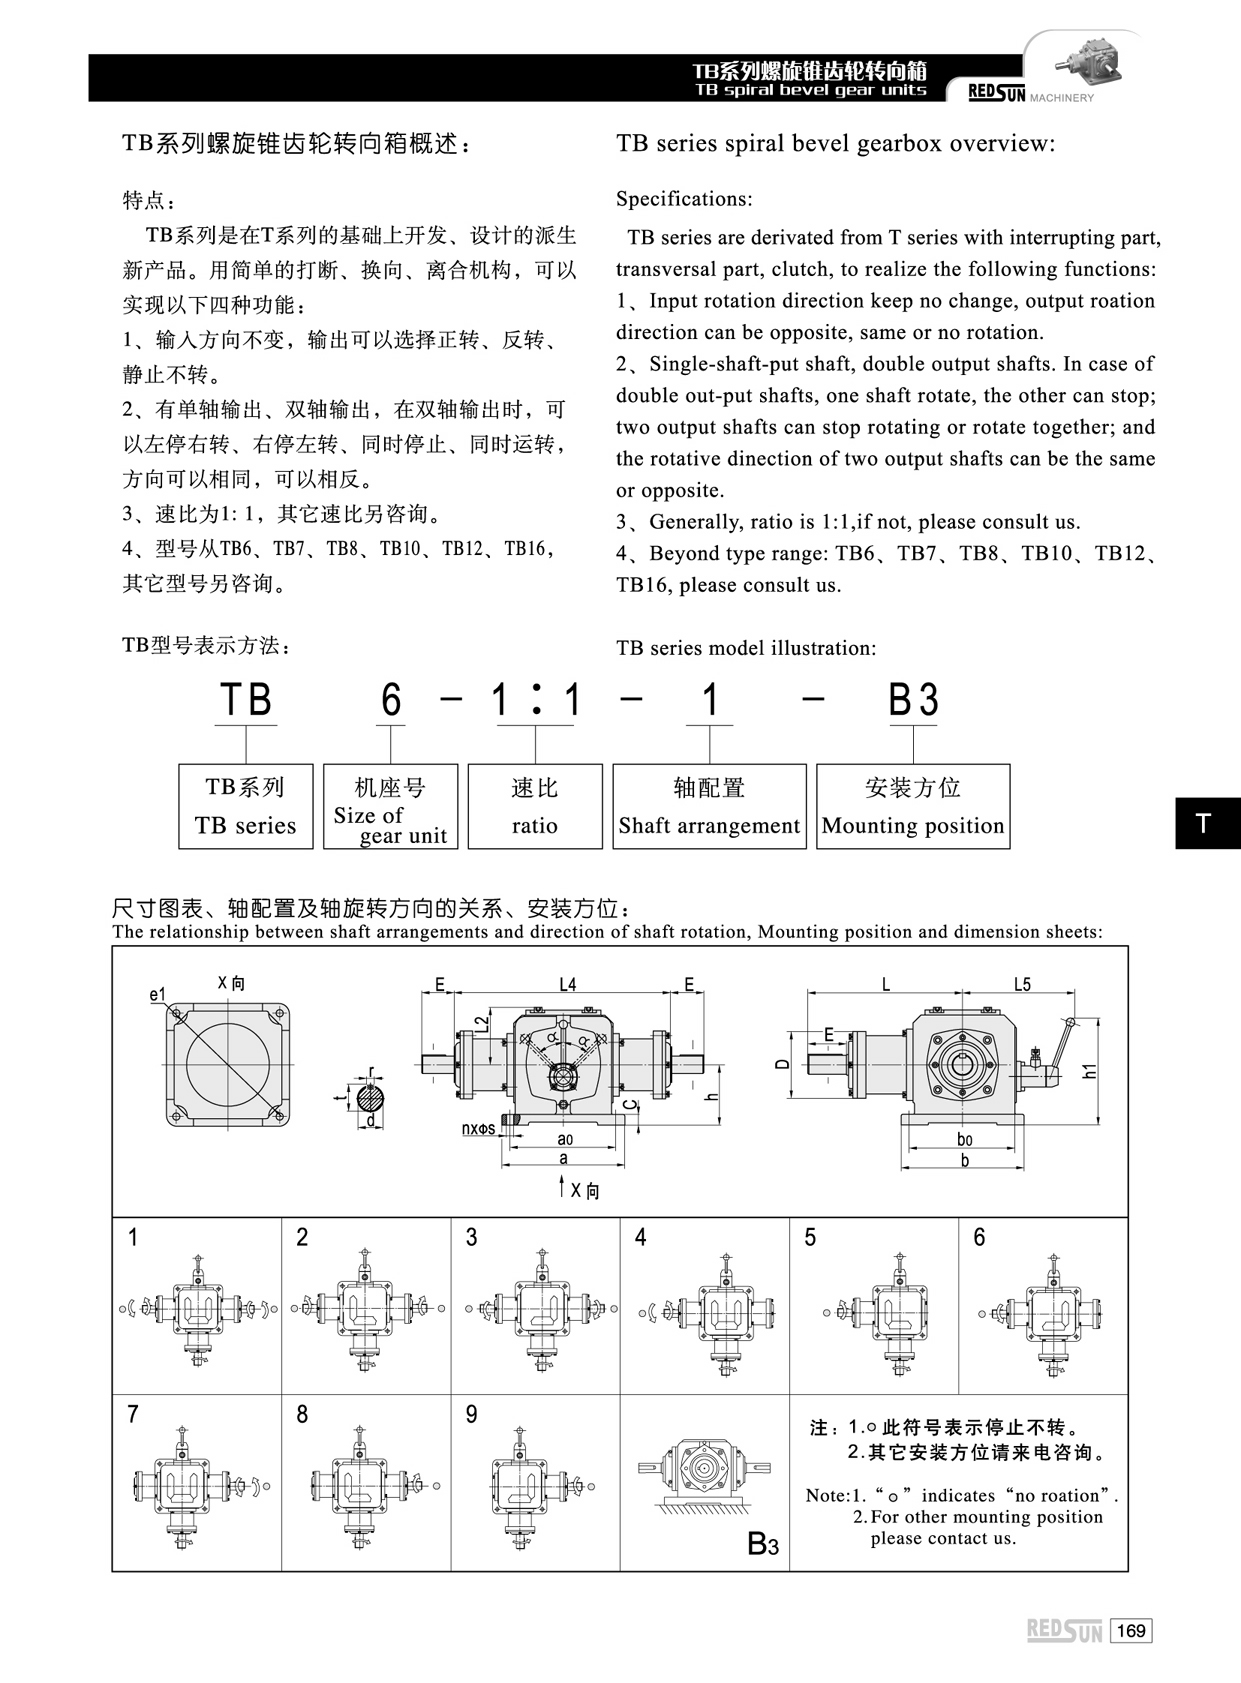 TB系列螺旋锥齿轮转向箱
TB spiral bevel gear units
REDSUN MACHINERY
TB系列螺旋锥齿轮转向箱概述：
特点：
TB系列是在T系列的基础上开发、设计的派生
新产品。用简单的打断、换向、离合机构，可以
实现以下四种功能：
1、输入方向不变，输出可以选择正转、反转、
静止不转。
2、有单轴输出、双轴输出，在双轴输出时，可
以左停右转、右停左转、同时停止、同时运转，
方向可以相同，可以相反。
3、速比为1: 1，其它速比另咨询。
4、型号从TB6、TB7、TB8、TB10、TB12、TB16，
其它型号另咨询。
TB series spiral bevel gearbox overview:
Specifications:
TB series are derivated from T series with interrupting part,
transversal part, clutch, to realize the following functions:
1、Input rotation direction keep no change, output roation
direction can be opposite, same or no rotation.
2、Single-shaft-put shaft, double output shafts. In case of
double out-put shafts, one shaft rotate, the other can stop;
two output shafts can stop rotating or rotate together; and
the rotative dinection of two output shafts can be the same
or opposite.
3、Generally, ratio is 1:1,if not, please consult us.
4、Beyond type range: TB6、TB7、TB8、TB10、TB12、
TB16, please consult us.
TB型号表示方法：
TB series model illustration:
TB 6 - 1:1 - 1 - B3
TB系列
TB series
机座号
Size of
gear unit
速比
ratio
轴配置
Shaft arrangement
安装方位
Mounting position
T
尺寸图表、轴配置及轴旋转方向的关系、安装方位：
The relationship between shaft arrangements and direction of shaft rotation, Mounting position and dimension sheets:
X向
e1
r
t
d
E L4 E
L2
α α
C
h
nxΦs
a0
a
X向
L L5
E
D
h1
b0
b
1 2 3 4 5 6
7 8 9
B3
注：1.○此符号表示停止不转。
2.其它安装方位请来电咨询。
Note:1. “○” indicates “no roation”.
2.For other mounting position
please contact us.
REDSUN 169